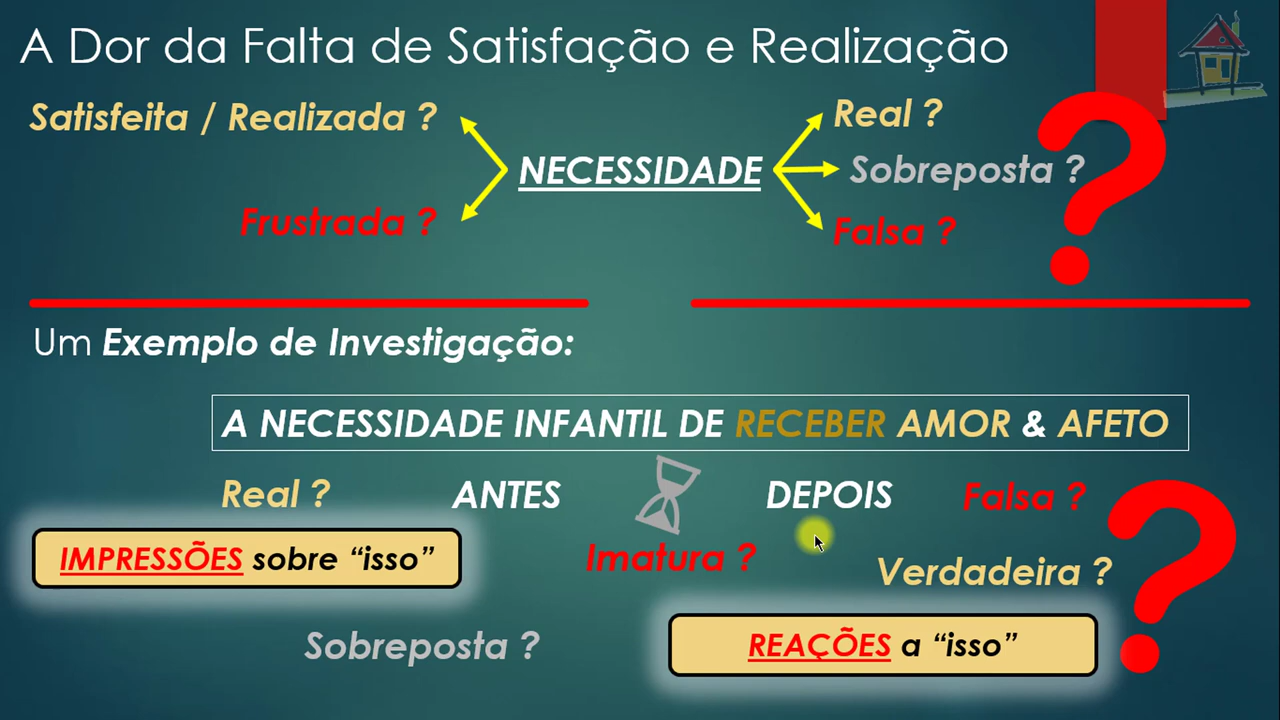 A Dor da Falta de Satisfação e Realização
Satisfeita / Realizada ?
Real ?
NECESSIDADE
Sobreposta ?
Frustrada ?
Falsa ?
?
Um Exemplo de Investigação:
A NECESSIDADE INFANTIL DE RECEBER AMOR & AFETO
Real ?
ANTES
DEPOIS
Falsa ?
IMPRESSÕES sobre “isso”
Imatura ?
Verdadeira ?
?
Sobreposta ?
REAÇÕES a “isso”